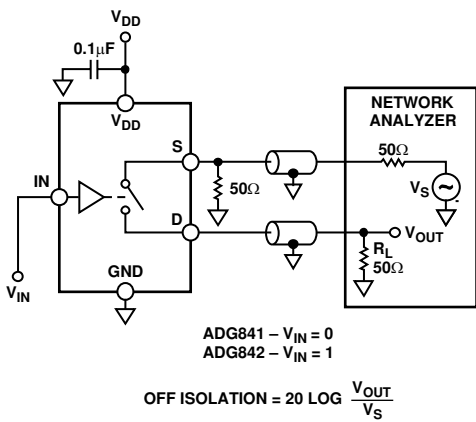 VDD
0.1µF
VDD
S
IN
50Ω
D
GND
VIN
NETWORK
ANALYZER
50Ω
VS
VOUT
RL
50Ω
ADG841 – VIN = 0
ADG842 – VIN = 1
OFF ISOLATION = 20 LOG VOUT
VS